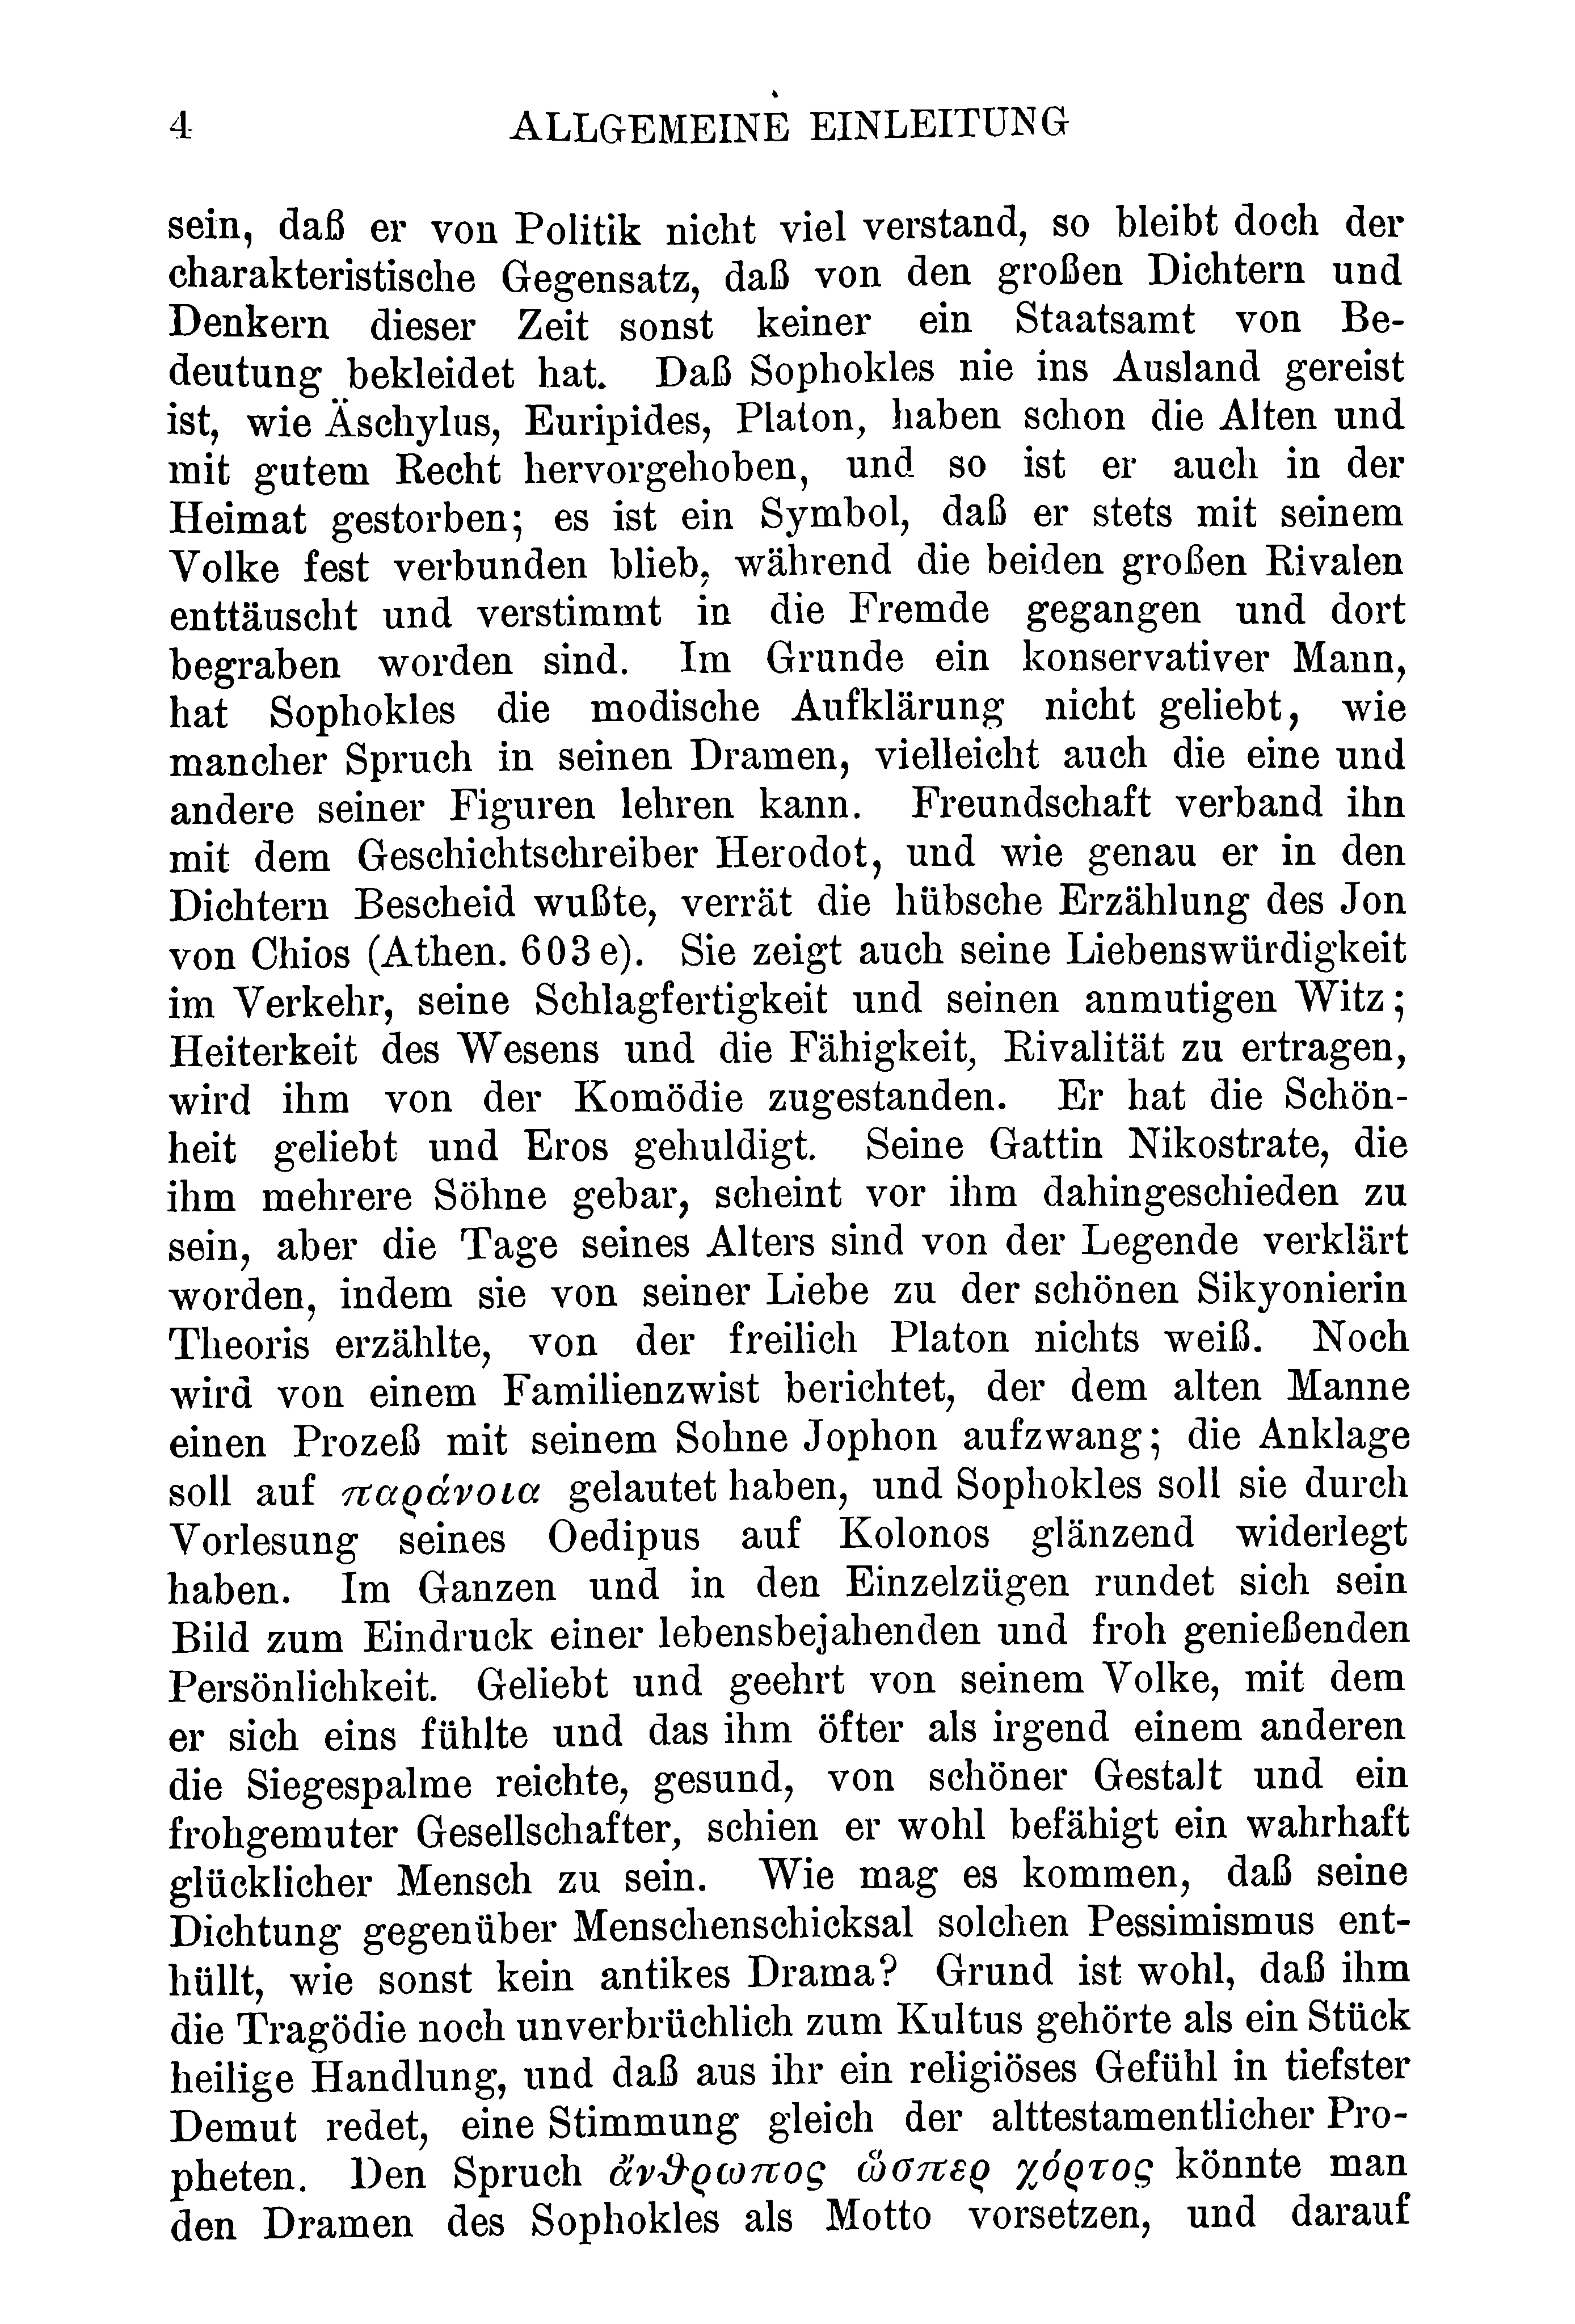 4 ALLGEMEINE EINLEITUNG
sein, daß er von Politik nicht viel verstand, so bleibt doch der
charakteristische Gegensatz, daß von den großen Dichtern und
Denkern dieser Zeit sonst keiner ein Staatsamt von Be-
deutung bekleidet hat. Daß Sophokles nie ins Ausland gereist
ist, wie Äschylus, Euripides, Platon, haben schon die Alten und
mit gutem Recht hervorgehoben, und so ist er auch in der
Heimat gestorben; es ist ein Symbol, daß er stets mit seinem
Volke fest verbunden blieb, während die beiden großen Rivalen
enttäuscht und verstimmt in die Fremde gegangen und dort
begraben worden sind. Im Grunde ein konservativer Mann,
hat Sophokles die modische Aufklärung nicht geliebt, wie
mancher Spruch in seinen Dramen, vielleicht auch die eine und
andere seiner Figuren lehren kann. Freundschaft verband ihn
mit dem Geschichtschreiber Herodot, und wie genau er in den
Dichtern Bescheid wußte, verrät die hübsche Erzählung des Jon
von Chios (Athen. 603 e). Sie zeigt auch seine Liebenswürdigkeit
im Verkehr, seine Schlagfertigkeit und seinen anmutigen Witz;
Heiterkeit des Wesens und die Fähigkeit, Rivalität zu ertragen,
wird ihm von der Komödie zugestanden. Er hat die Schön-
heit geliebt und Eros gehuldigt. Seine Gattin Nikostrate, die
ihm mehrere Söhne gebar, scheint vor ihm dahingeschieden zu
sein, aber die Tage seines Alters sind von der Legende verklärt
worden, indem sie von seiner Liebe zu der schönen Sikyonierin
Theoris erzählte, von der freilich Platon nichts weiß. Noch
wird von einem Familienzwist berichtet, der dem alten Manne
einen Prozeß mit seinem Sohne Jophon aufzwang; die Anklage
soll auf παράνοια gelautet haben, und Sophokles soll sie durch
Vorlesung seines Oedipus auf Kolonos glänzend widerlegt
haben. Im Ganzen und in den Einzelzügen rundet sich sein
Bild zum Eindruck einer lebensbejahenden und froh genießenden
Persönlichkeit. Geliebt und geehrt von seinem Volke, mit dem
er sich eins fühlte und das ihm öfter als irgend einem anderen
die Siegespalme reichte, gesund, von schöner Gestalt und ein
frohgemuter Gesellschafter, schien er wohl befähigt ein wahrhaft
glücklicher Mensch zu sein. Wie mag es kommen, daß seine
Dichtung gegenüber Menschenschicksal solchen Pessimismus ent-
hüllt, wie sonst kein antikes Drama? Grund ist wohl, daß ihm
die Tragödie noch unverbrüchlich zum Kultus gehörte als ein Stück
heilige Handlung, und daß aus ihr ein religiöses Gefühl in tiefster
Demut redet, eine Stimmung gleich der alttestamentlicher Pro-
pheten. Den Spruch ἄνϑρωπος ὥσπερ χόρτος könnte man
den Dramen des Sophokles als Motto vorsetzen, und darauf